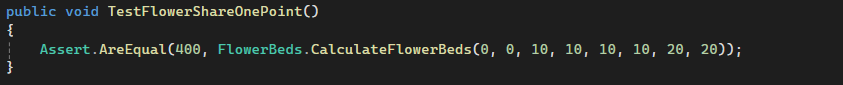 public void TestFlowerShareOnePoint()
{
    Assert.AreEqual(400, FlowerBeds.CalculateFlowerBeds(0, 0, 10, 10, 10, 10, 20, 20));
}